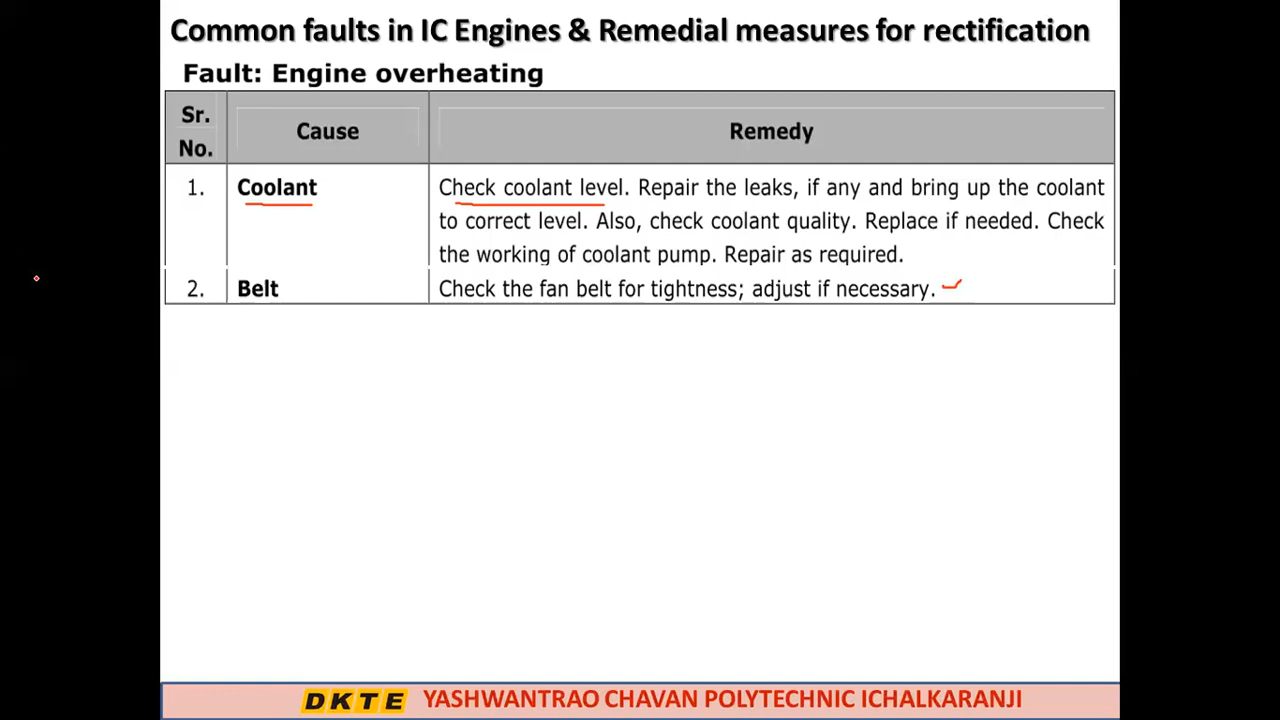 Common faults in IC Engines & Remedial measures for rectification
Fault: Engine overheating
Sr. No.
Cause
Remedy
1.
Coolant
Check coolant level. Repair the leaks, if any and bring up the coolant
to correct level. Also, check coolant quality. Replace if needed. Check
the working of coolant pump. Repair as required.
2.
Belt
Check the fan belt for tightness; adjust if necessary.
DKTE YASHWANTRAO CHAVAN POLYTECHNIC ICHALKARANJI